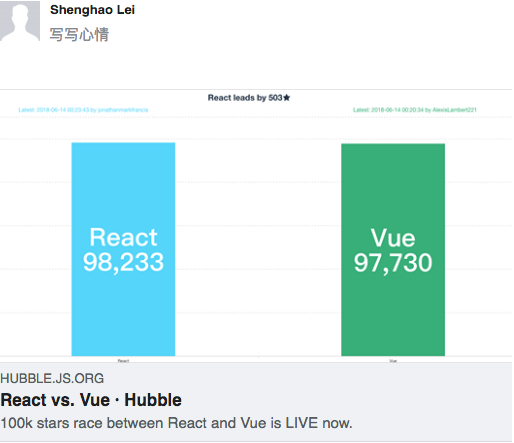 Shenghao Lei
写写心情
React leads by 503★
Latest: 2018-06-14 00:23:43 by jonathanmarkfrancis
Latest: 2018-06-14 00:20:34 by AlexisLambert221
React
98,233
Vue
97,730
React
Vue
HUBBLE.JS.ORG
React vs. Vue · Hubble
100k stars race between React and Vue is LIVE now.